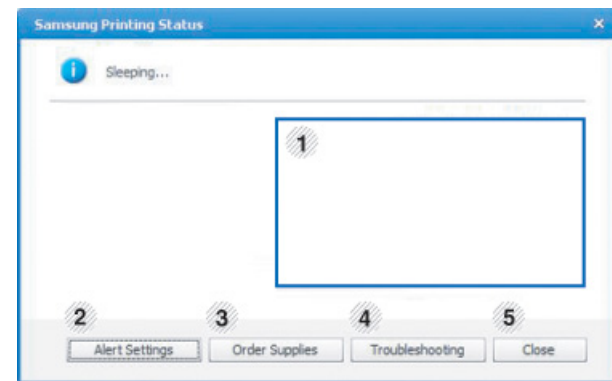 Samsung Printing Status
Sleeping...
1
2 3 4 5
Alert Settings Order Supplies Troubleshooting Close